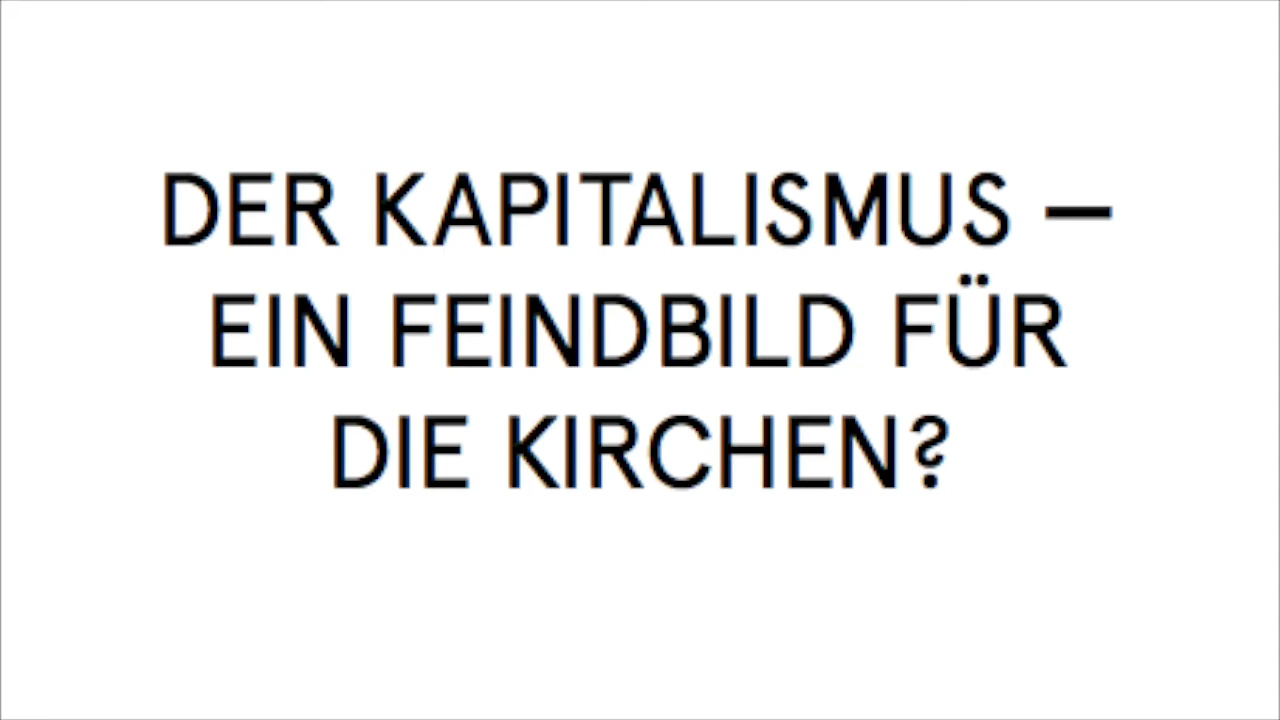 DER KAPITALISMUS –
EIN FEINDBILD FÜR
DIE KIRCHEN?